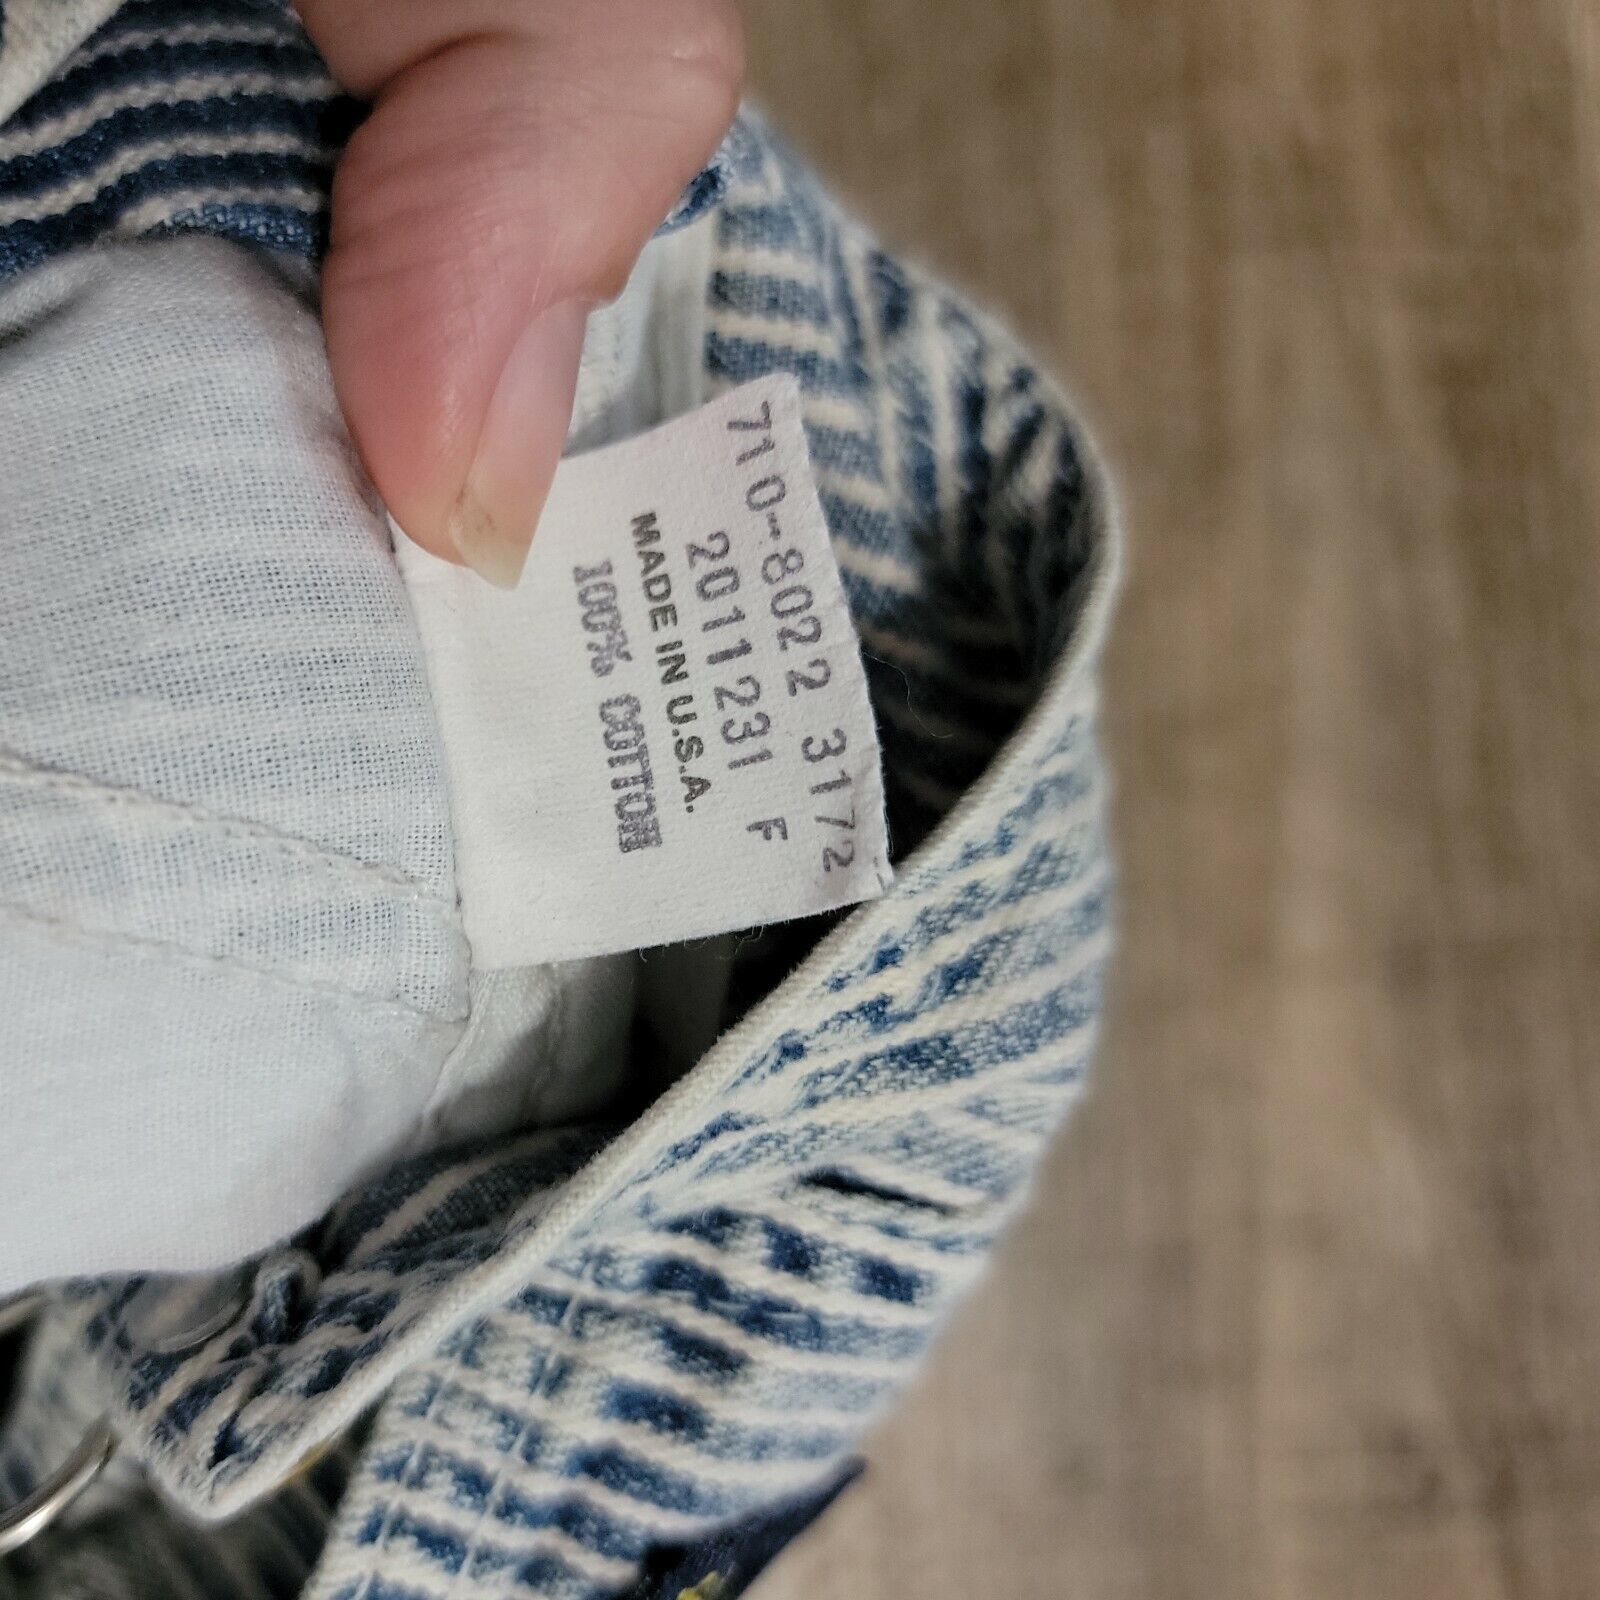 710-8022 3172
2011231 F
MADE IN U.S.A.
100% COTTON